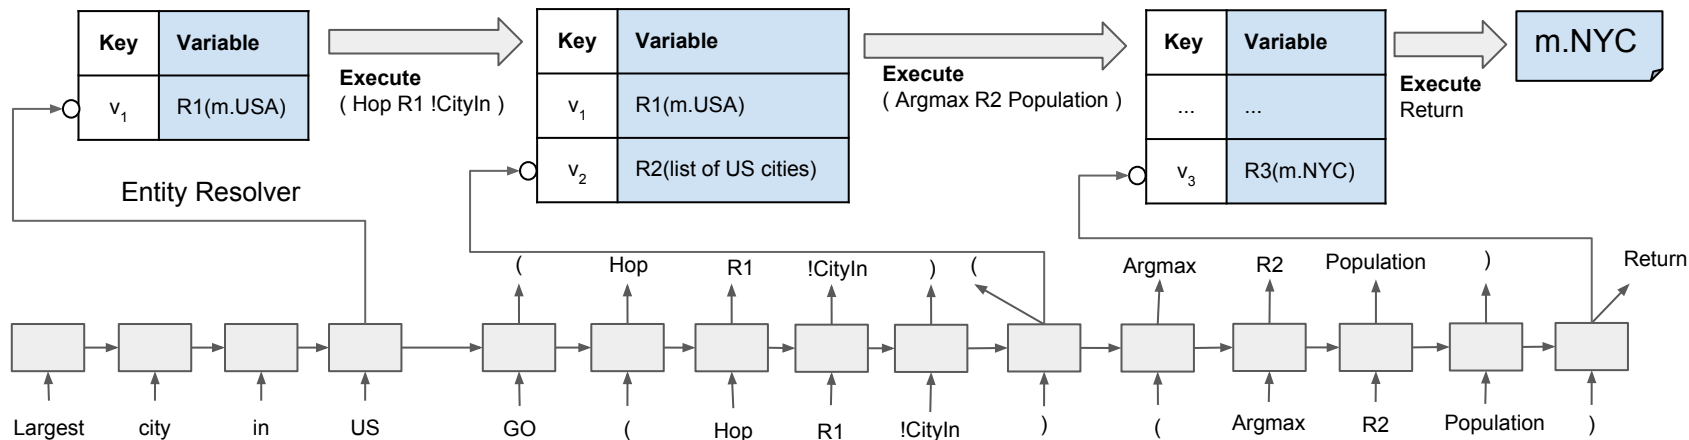 Key Variable
v1 R1(m.USA)
Execute
( Hop R1 !CityIn )
Key Variable
v1 R1(m.USA)
v2 R2(list of US cities)
Execute
( Argmax R2 Population )
Key Variable
... ...
v3 R3(m.NYC)
Execute
Return
m.NYC
Entity Resolver
( Hop R1 !CityIn ) ( Argmax R2 Population ) Return
Largest city in US GO ( Hop R1 !CityIn ) ( Argmax R2 Population )